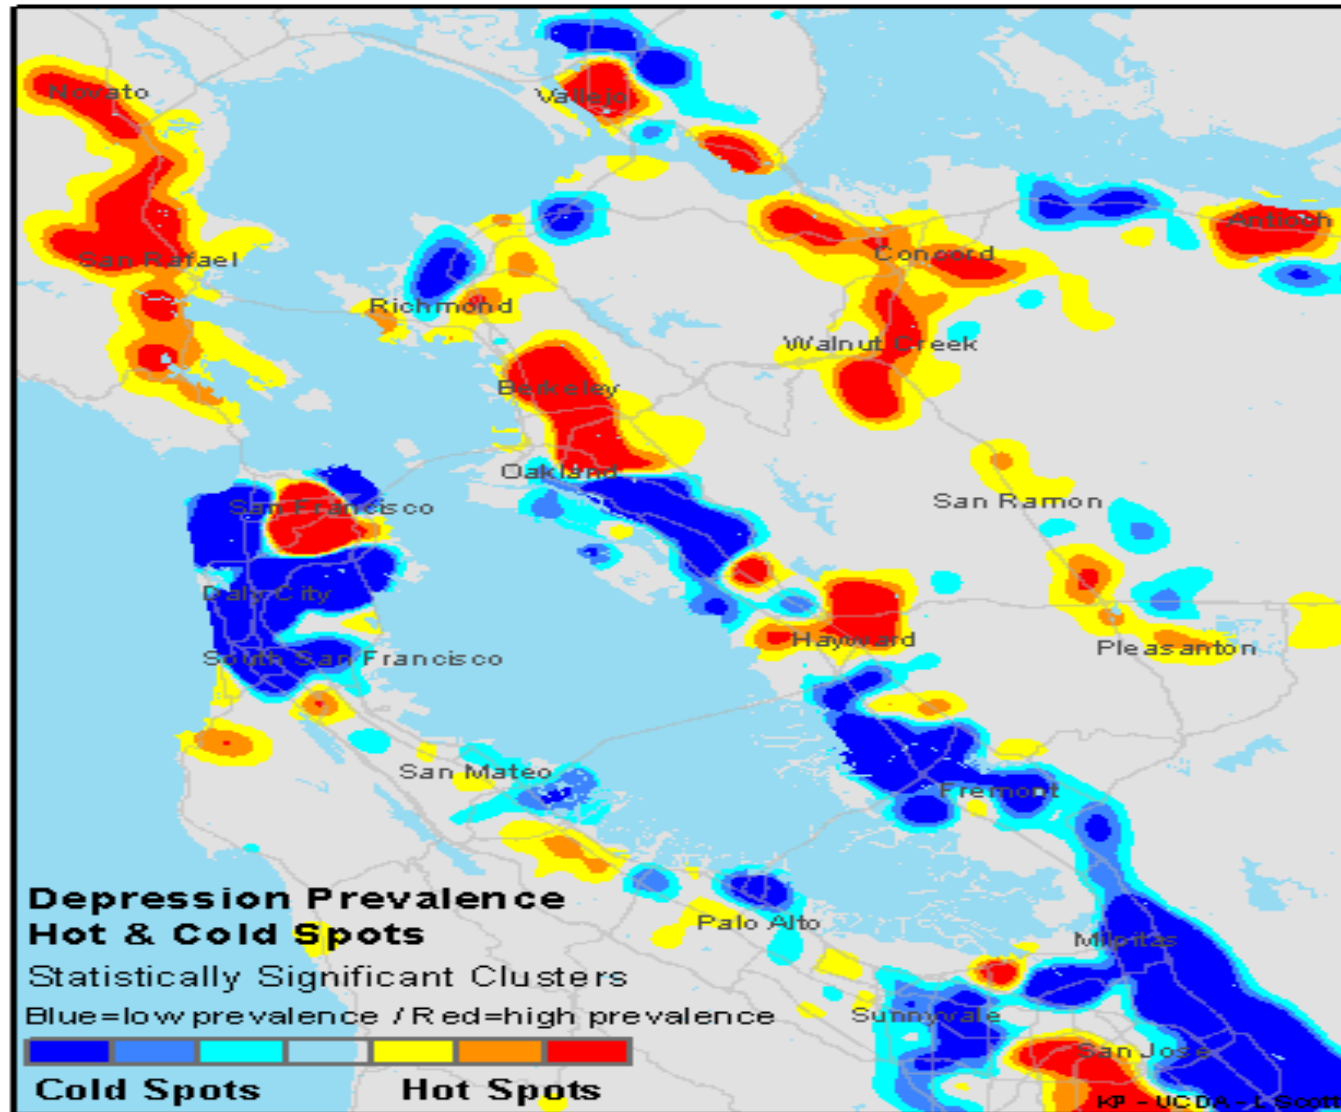 Novato
Vallejo
Antioch
San Rafael
Concord
Richmond
Walnut Creek
Berkeley
Oakland
San Ramon
San Francisco
Daly City
Hayward
Pleasanton
South San Francisco
San Mateo
Fremont
Depression Prevalence
Hot & Cold Spots
Palo Alto
Milpitas
Statistically Significant Clusters
Blue=low prevalence / Red=high prevalence
Sunnyvale
San Jose
Cold Spots
Hot Spots
KP - UCDA - L Scott